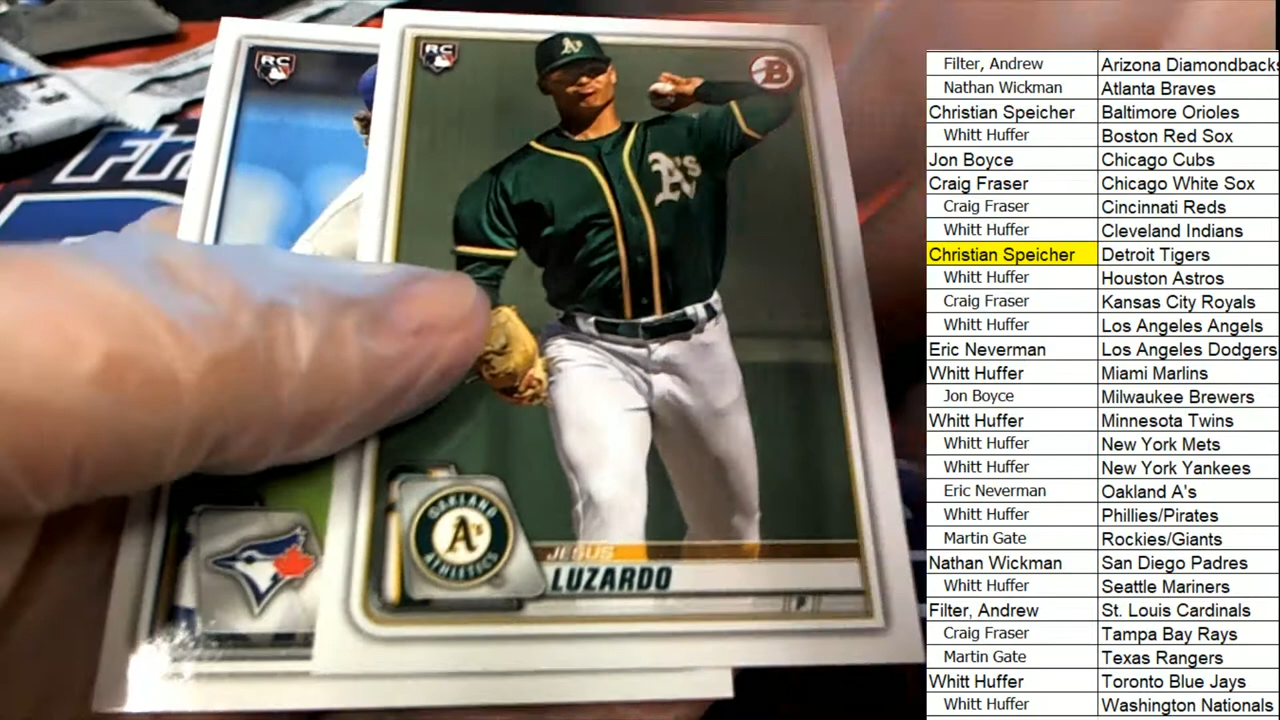 RC
RC
B
A's
A's
OAKLAND
A's
ATHLETICS
JESUS
LUZARDO
P
Filter, Andrew Arizona Diamondbacks
Nathan Wickman Atlanta Braves
Christian Speicher Baltimore Orioles
Whitt Huffer Boston Red Sox
Jon Boyce Chicago Cubs
Craig Fraser Chicago White Sox
Craig Fraser Cincinnati Reds
Whitt Huffer Cleveland Indians
Christian Speicher Detroit Tigers
Whitt Huffer Houston Astros
Craig Fraser Kansas City Royals
Whitt Huffer Los Angeles Angels
Eric Neverman Los Angeles Dodgers
Whitt Huffer Miami Marlins
Jon Boyce Milwaukee Brewers
Whitt Huffer Minnesota Twins
Whitt Huffer New York Mets
Whitt Huffer New York Yankees
Eric Neverman Oakland A's
Whitt Huffer Phillies/Pirates
Martin Gate Rockies/Giants
Nathan Wickman San Diego Padres
Whitt Huffer Seattle Mariners
Filter, Andrew St. Louis Cardinals
Craig Fraser Tampa Bay Rays
Martin Gate Texas Rangers
Whitt Huffer Toronto Blue Jays
Whitt Huffer Washington Nationals